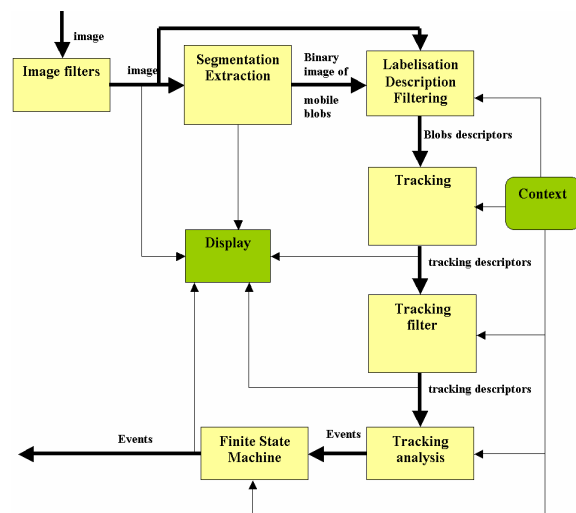 image
Image filters
image
Segmentation
Extraction
Binary
image of
mobile
blobs
Labelisation
Description
Filtering
Blobs descriptors
Tracking
Context
Display
tracking descriptors
Tracking
filter
tracking descriptors
Events
Finite State
Machine
Events
Tracking
analysis